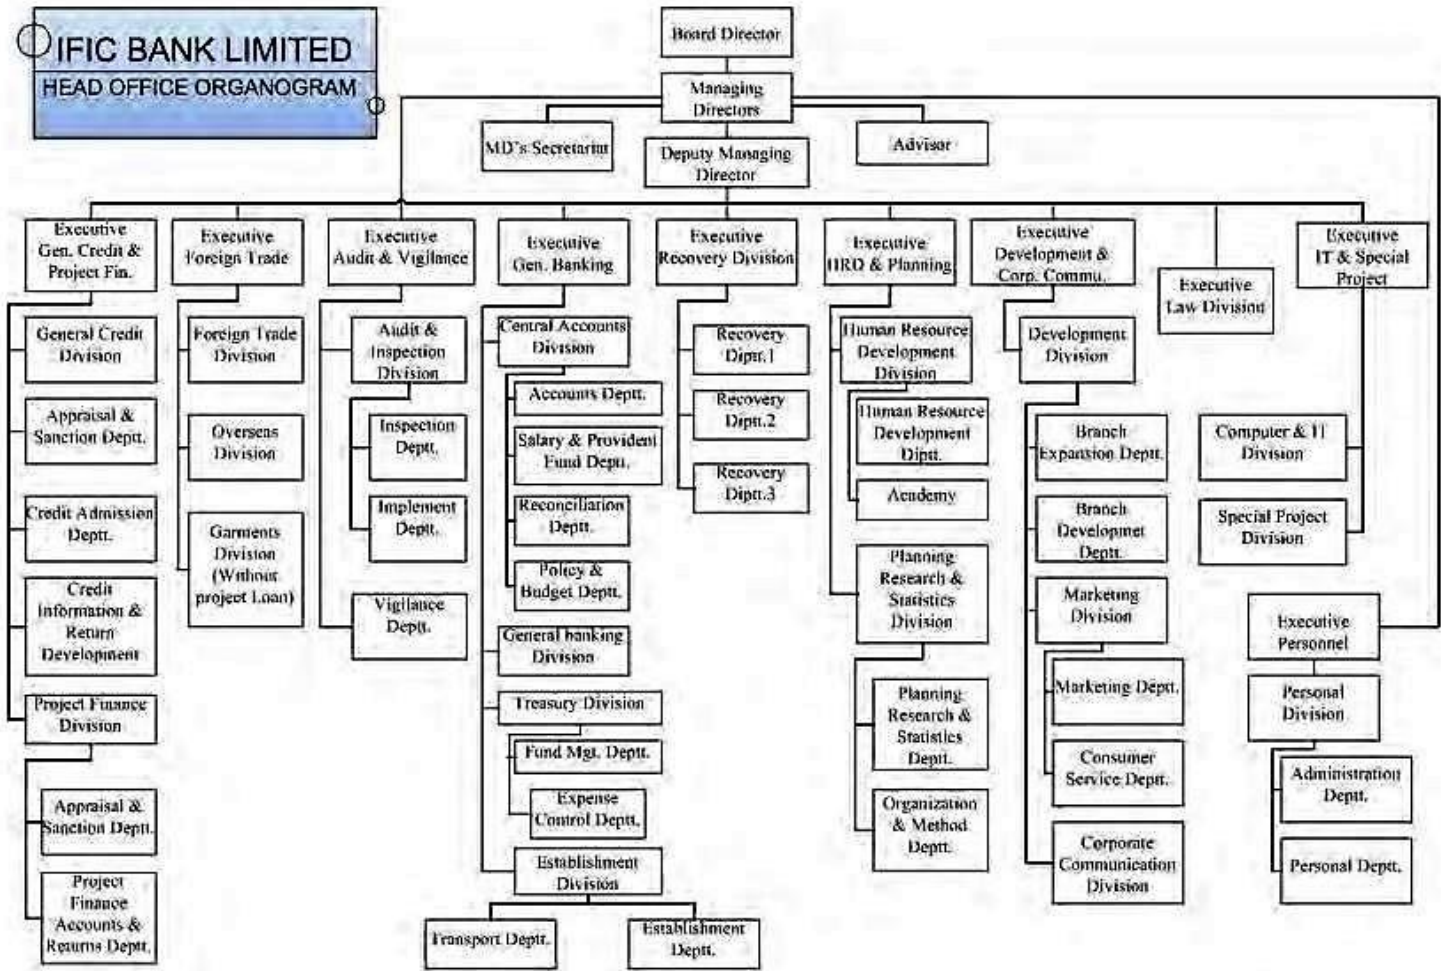 IFIC BANK LIMITED
HEAD OFFICE ORGANOGRAM
Board Director
Managing
Directors
MD's Secretariat
Deputy Managing
Director
Advisor
Executive
Gen. Credit &
Project Fin.
General Credit
Division
Appraisal &
Sanction Deptt.
Credit Admission
Deptt.
Credit
Information &
Return
Development
Project Finance
Division
Appraisal &
Sanction Deptt.
Project
Finance
Accounts &
Returns Deptt.
Executive
Foreign Trade
Foreign Trade
Division
Overseas
Division
Garments
Division
(Without
project Loan)
Executive
Audit & Vigilance
Audit &
Inspection
Division
Inspection
Deptt.
Implement
Deptt.
Vigilance
Deptt.
Executive
Gen. Banking
Central Accounts
Division
Accounts Deptt.
Salary & Provident
Fund Deptt.
Reconciliation
Deptt.
Policy &
Budget Deptt.
General banking
Division
Treasury Division
Fund Mgt. Deptt.
Expense
Control Deptt.
Establishment
Division
Transport Deptt.
Establishment
Deptt.
Executive
Recovery Division
Recovery
Diptt.1
Recovery
Diptt.2
Recovery
Diptt.3
Executive
HRD & Planning
Human Resource
Development
Division
Human Resource
Development
Diptt.
Academy
Planning
Research &
Statistics
Division
Planning
Research &
Statistics
Deptt.
Organization
& Method
Deptt.
Executive
Development &
Corp. Commu.
Development
Division
Branch
Expansion Deptt.
Branch
Developmet
Deptt.
Marketing
Division
Marketing Deptt.
Consumer
Service Deptt.
Corporate
Communication
Division
Executive
Law Division
Executive
IT & Special
Project
Computer & IT
Division
Special Project
Division
Executive
Personnel
Personal
Division
Administration
Deptt.
Personal Deptt.